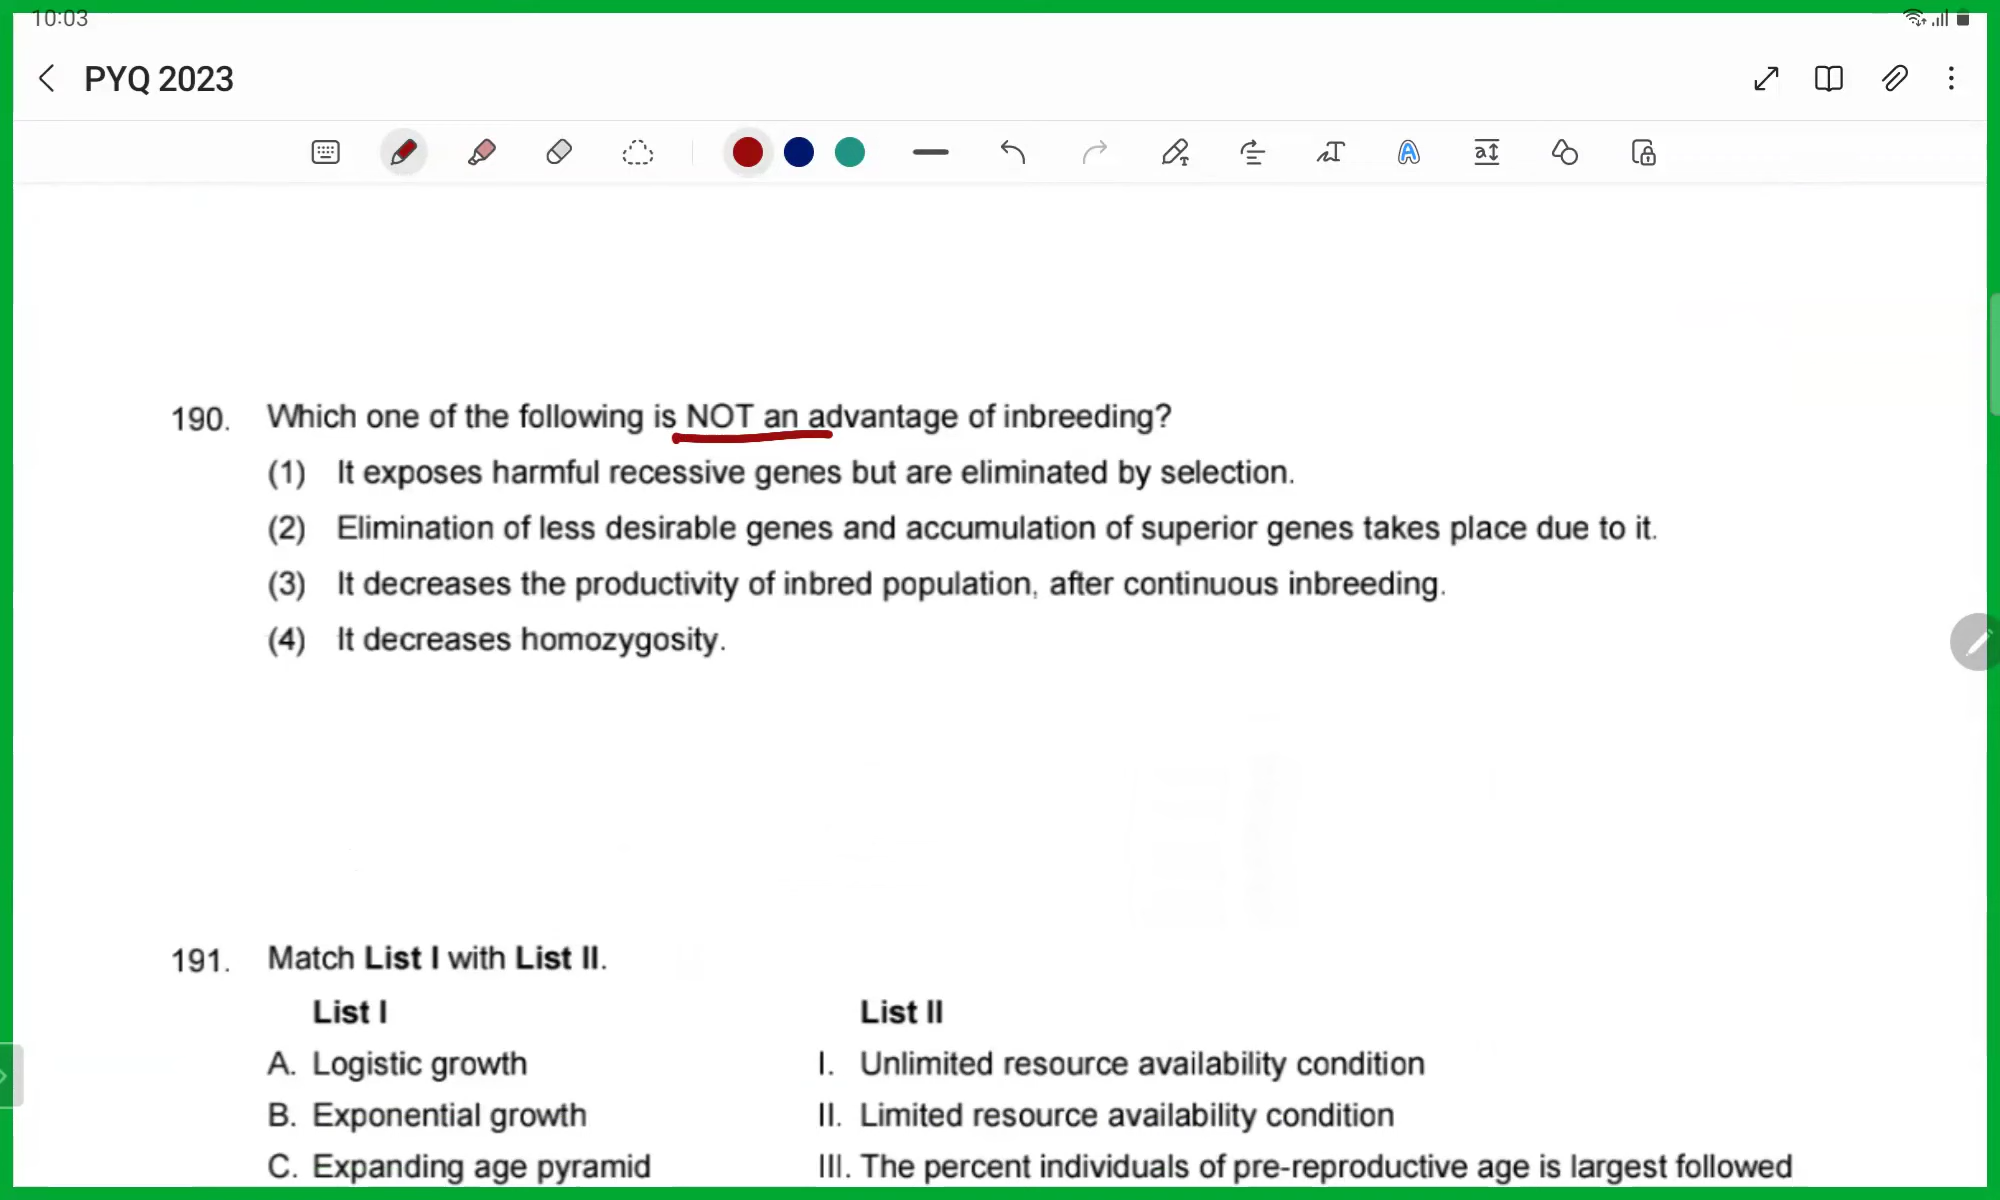 10:03
PYQ 2023
190. Which one of the following is NOT an advantage of inbreeding?
(1) It exposes harmful recessive genes but are eliminated by selection.
(2) Elimination of less desirable genes and accumulation of superior genes takes place due to it.
(3) It decreases the productivity of inbred population, after continuous inbreeding.
(4) It decreases homozygosity.
191. Match List I with List II.
List I List II
A. Logistic growth I. Unlimited resource availability condition
B. Exponential growth II. Limited resource availability condition
C. Expanding age pyramid III. The percent individuals of pre-reproductive age is largest followed